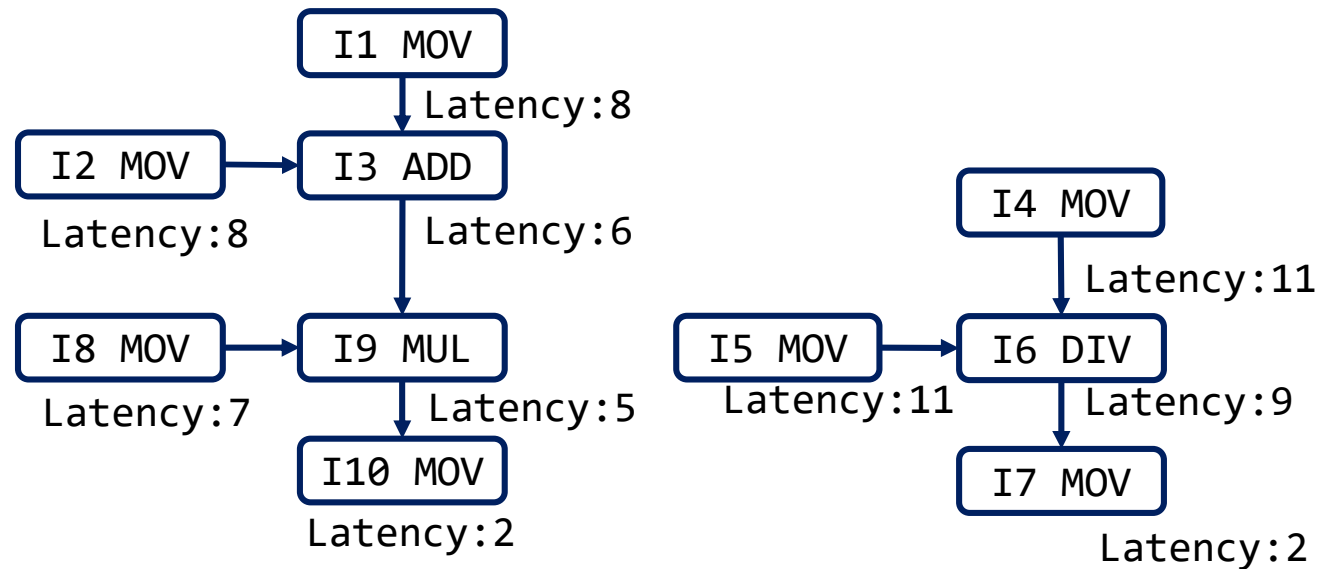 I1 MOV
Latency:8
I2 MOV
I3 ADD
Latency:8
Latency:6
I8 MOV
I9 MUL
Latency:7
Latency:5
I10 MOV
Latency:2
I4 MOV
Latency:11
I5 MOV
I6 DIV
Latency:11
Latency:9
I7 MOV
Latency:2